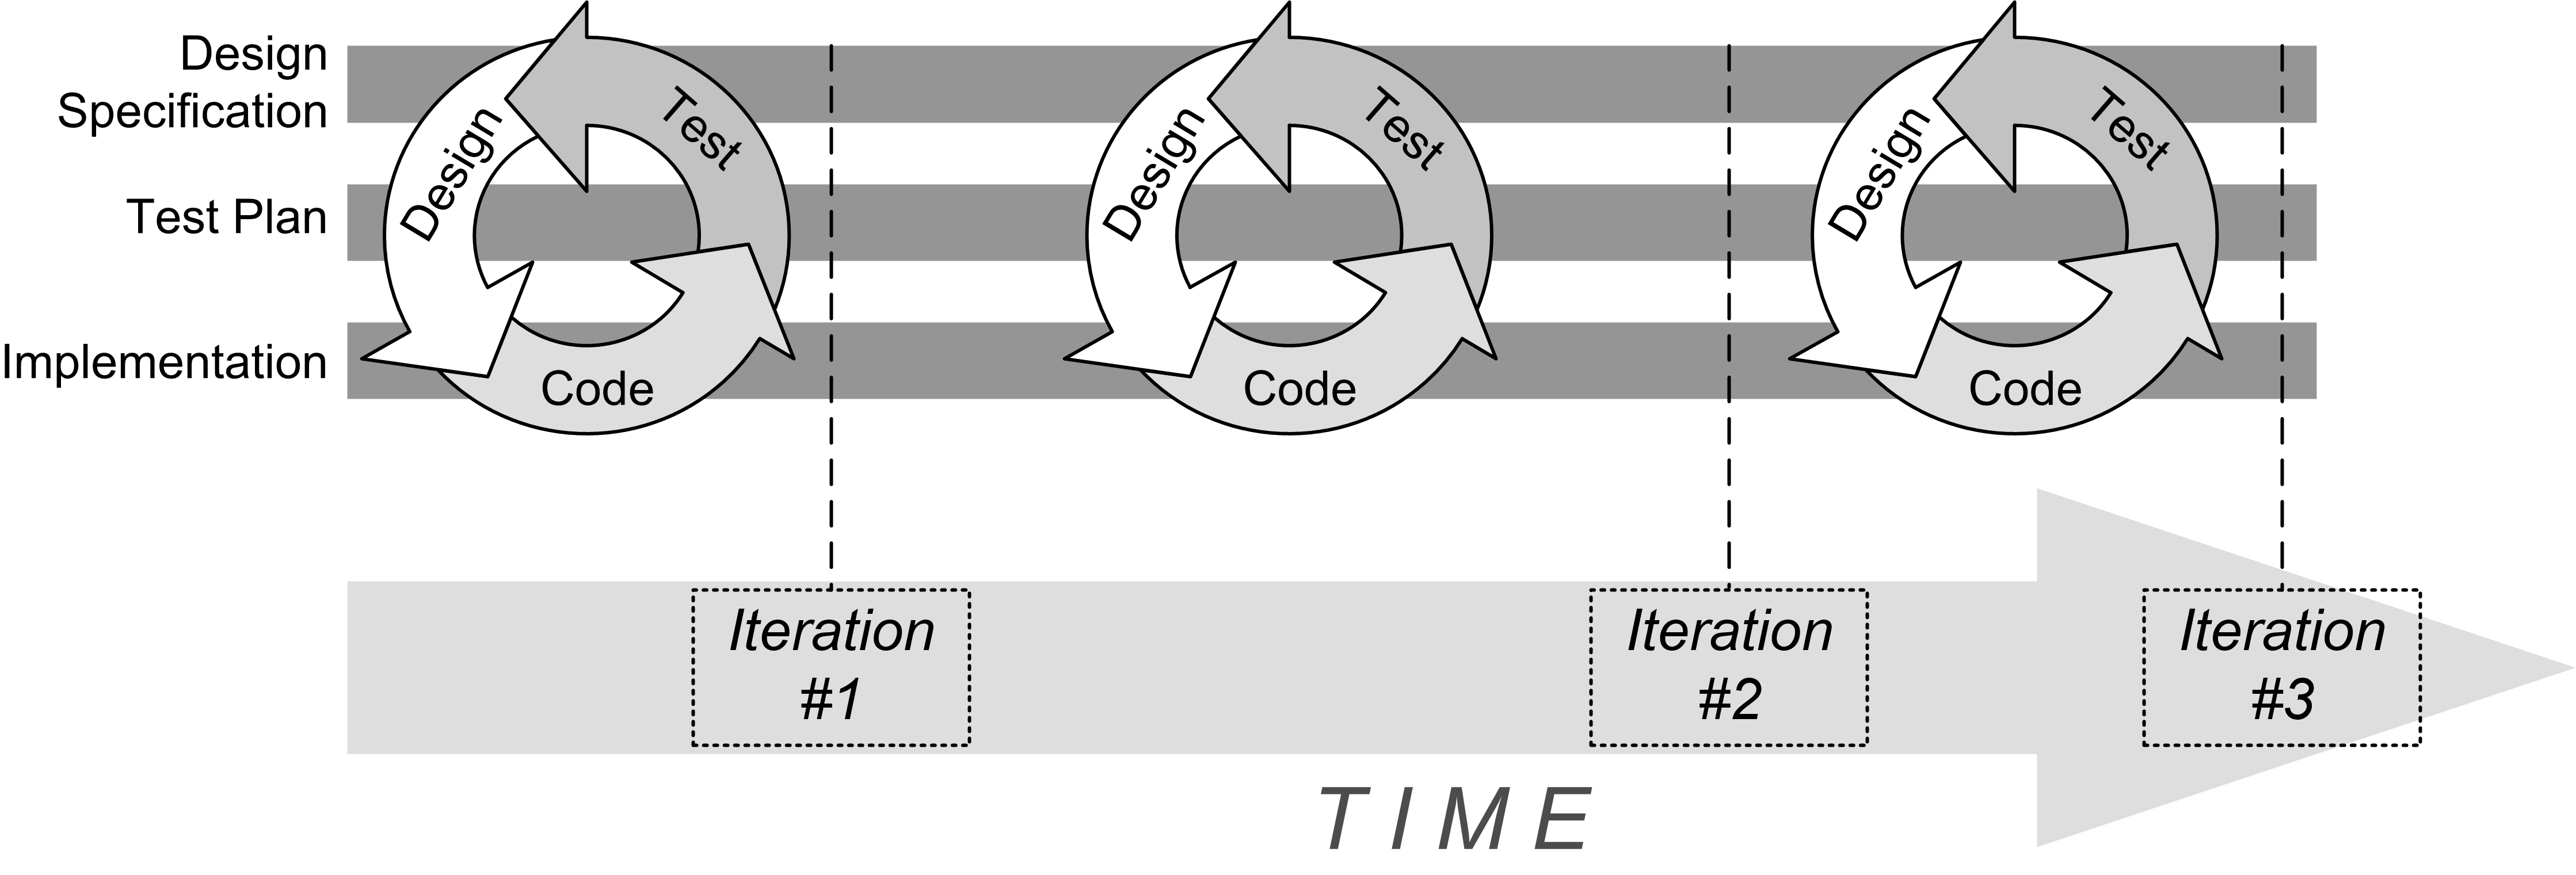 Design
Specification
Test Plan
Implementation
Design
Test
Code
Design
Test
Code
Design
Test
Code
Iteration
#1
Iteration
#2
Iteration
#3
TIME